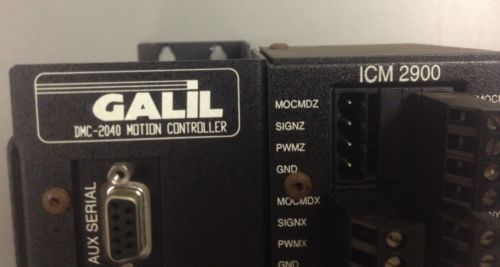 GALIL
DMC-2040 MOTION CONTROLLER
AUX SERIAL
ICM 2900
MOCMDZ
SIGNZ
PWMZ
GND
MOCMDX
SIGNX
PWMX
GND